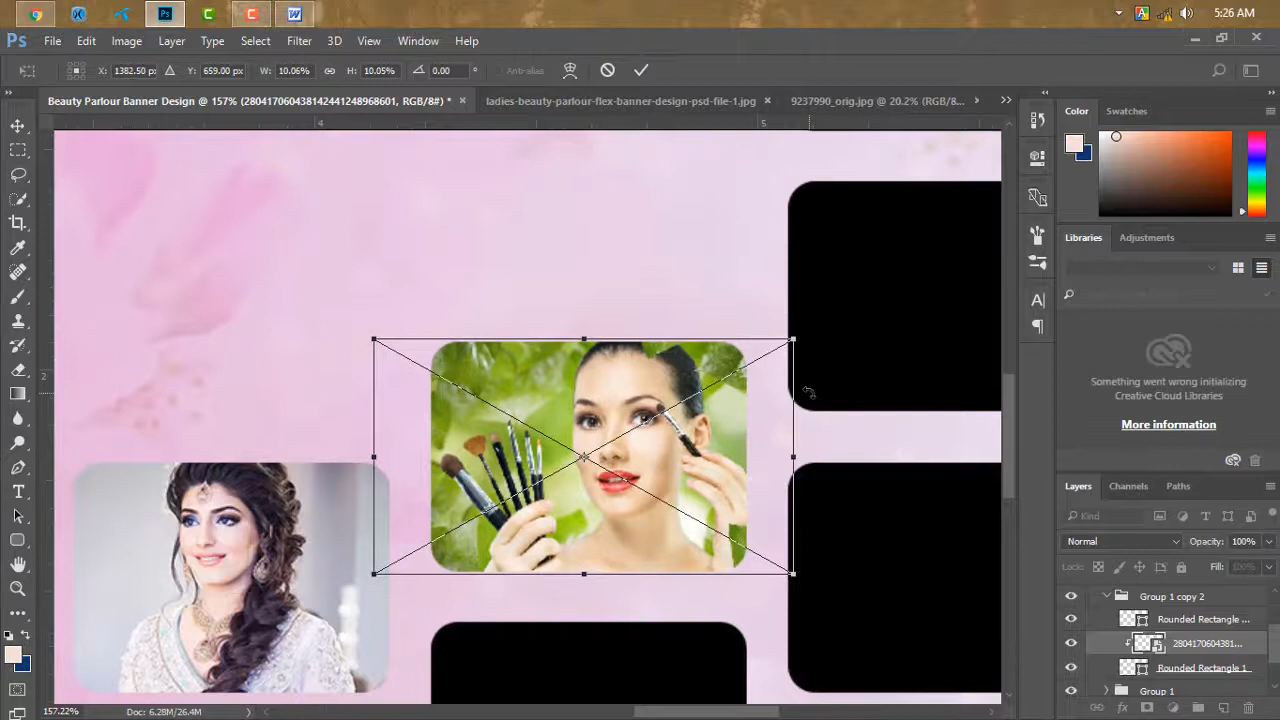 5:26 AM
Ps File Edit Image Layer Type Select Filter 3D View Window Help
X: 1382.50 px Y: 659.00 px W: 10.06% H: 10.05% 0.00 ° Anti-alias
Beauty Parlour Banner Design @ 157% (280417060438142441248968601, RGB/8#) * × ladies-beauty-parlour-flex-banner-design-psd-file-1.jpg × 9237990_orig.jpg @ 20.2% (RGB/8...
Color Swatches
4 5
2
Libraries Adjustments
Something went wrong initializing
Creative Cloud Libraries
More Information
Layers Channels Paths
Kind
Normal Opacity: 100%
Lock: Fill: 100%
Group 1 copy 2
Rounded Rectangle ...
2804170604381...
Rounded Rectangle 1
Group 1
157.22% Doc: 6.28M/26.4M